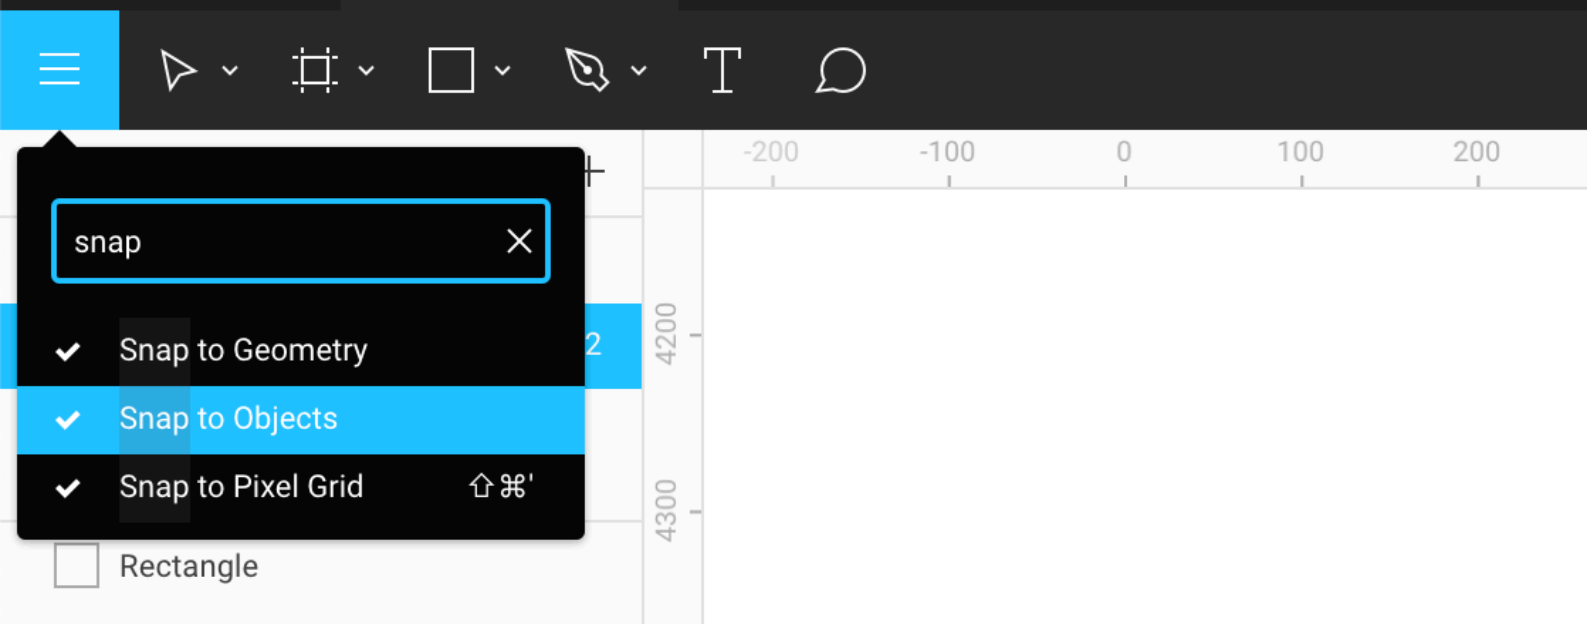 -200 -100 0 100 200
snap
Snap to Geometry
2
Snap to Objects
Snap to Pixel Grid ⇧⌘'
Rectangle
4200
4300